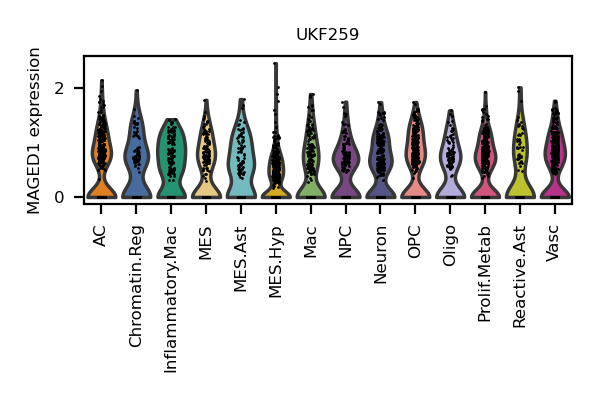 UKF259
MAGED1 expression
2
0
AC
Chromatin.Reg
Inflammatory.Mac
MES
MES.Ast
MES.Hyp
Mac
NPC
Neuron
OPC
Oligo
Prolif.Metab
Reactive.Ast
Vasc